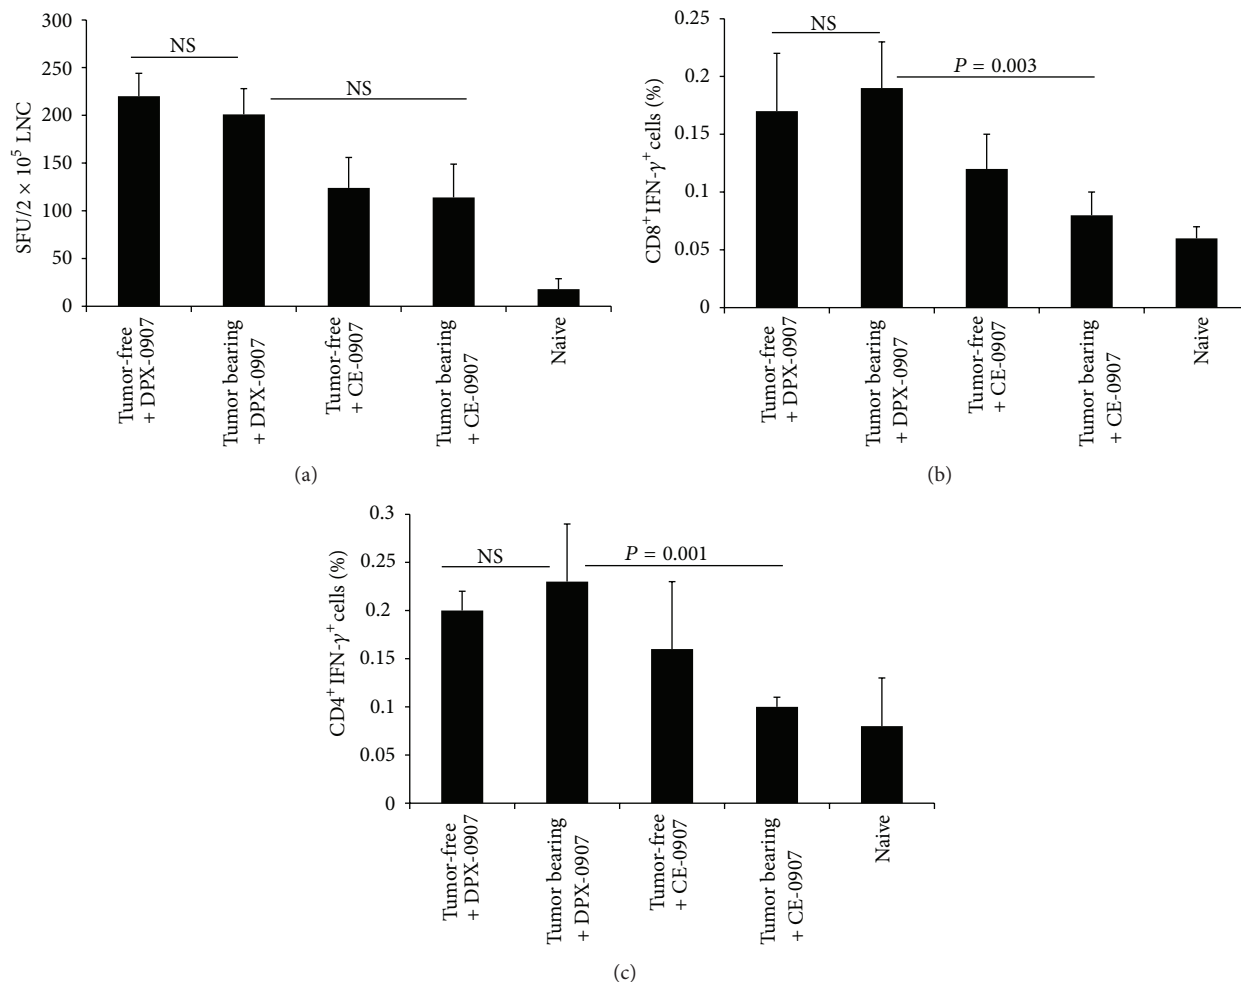 300
250
200
150
100
50
0
SFU/2 × 10⁵ LNC
NS
NS
Tumor-free
+ DPX-0907
Tumor bearing
+ DPX-0907
Tumor-free
+ CE-0907
Tumor bearing
+ CE-0907
Naive
(a)
0.25
0.2
0.15
0.1
0.05
0
CD8⁺ IFN-γ⁺ cells (%)
NS
P = 0.003
Tumor-free
+ DPX-0907
Tumor bearing
+ DPX-0907
Tumor-free
+ CE-0907
Tumor bearing
+ CE-0907
Naive
(b)
0.3
0.25
0.2
0.15
0.1
0.05
0
CD4⁺ IFN-γ⁺ cells (%)
NS
P = 0.001
Tumor-free
+ DPX-0907
Tumor bearing
+ DPX-0907
Tumor-free
+ CE-0907
Tumor bearing
+ CE-0907
Naive
(c)